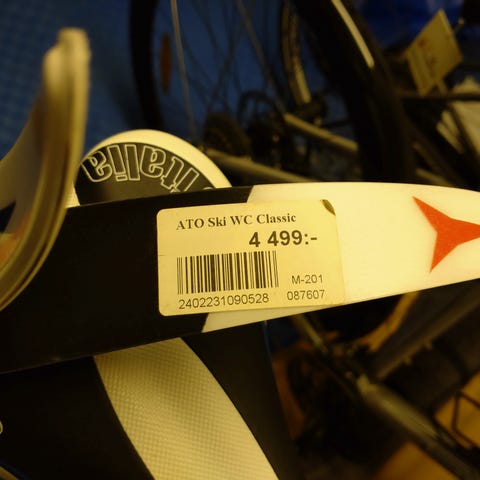 Italia
ATO Ski WC Classic
4 499:-
M-201
2402231090528 087607